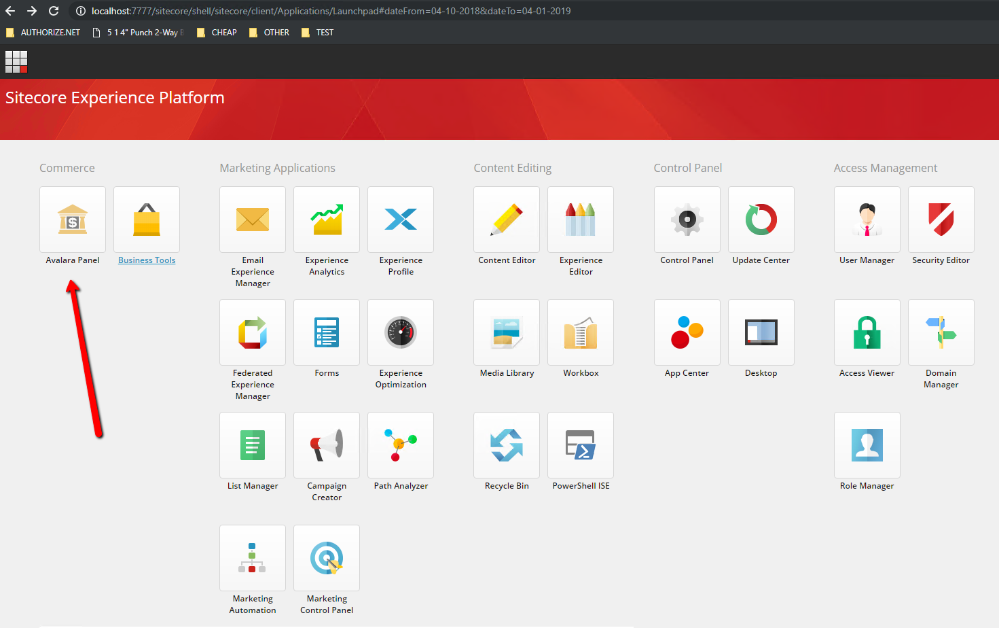 localhost:7777/sitecore/shell/sitecore/client/Applications/Launchpad#dateFrom=04-10-2018&dateTo=04-01-2019
AUTHORIZE.NET 5 1 4" Punch 2-Way CHEAP OTHER TEST
Sitecore Experience Platform
Commerce
Avalara Panel Business Tools
Marketing Applications
Email Experience Manager
Experience Analytics
Experience Profile
Federated Experience Manager
Forms
Experience Optimization
List Manager
Campaign Creator
Path Analyzer
Marketing Automation
Marketing Control Panel
Content Editing
Content Editor
Experience Editor
Media Library
Workbox
Recycle Bin
PowerShell ISE
Control Panel
Control Panel
Update Center
App Center
Desktop
Access Management
User Manager
Security Editor
Access Viewer
Domain Manager
Role Manager